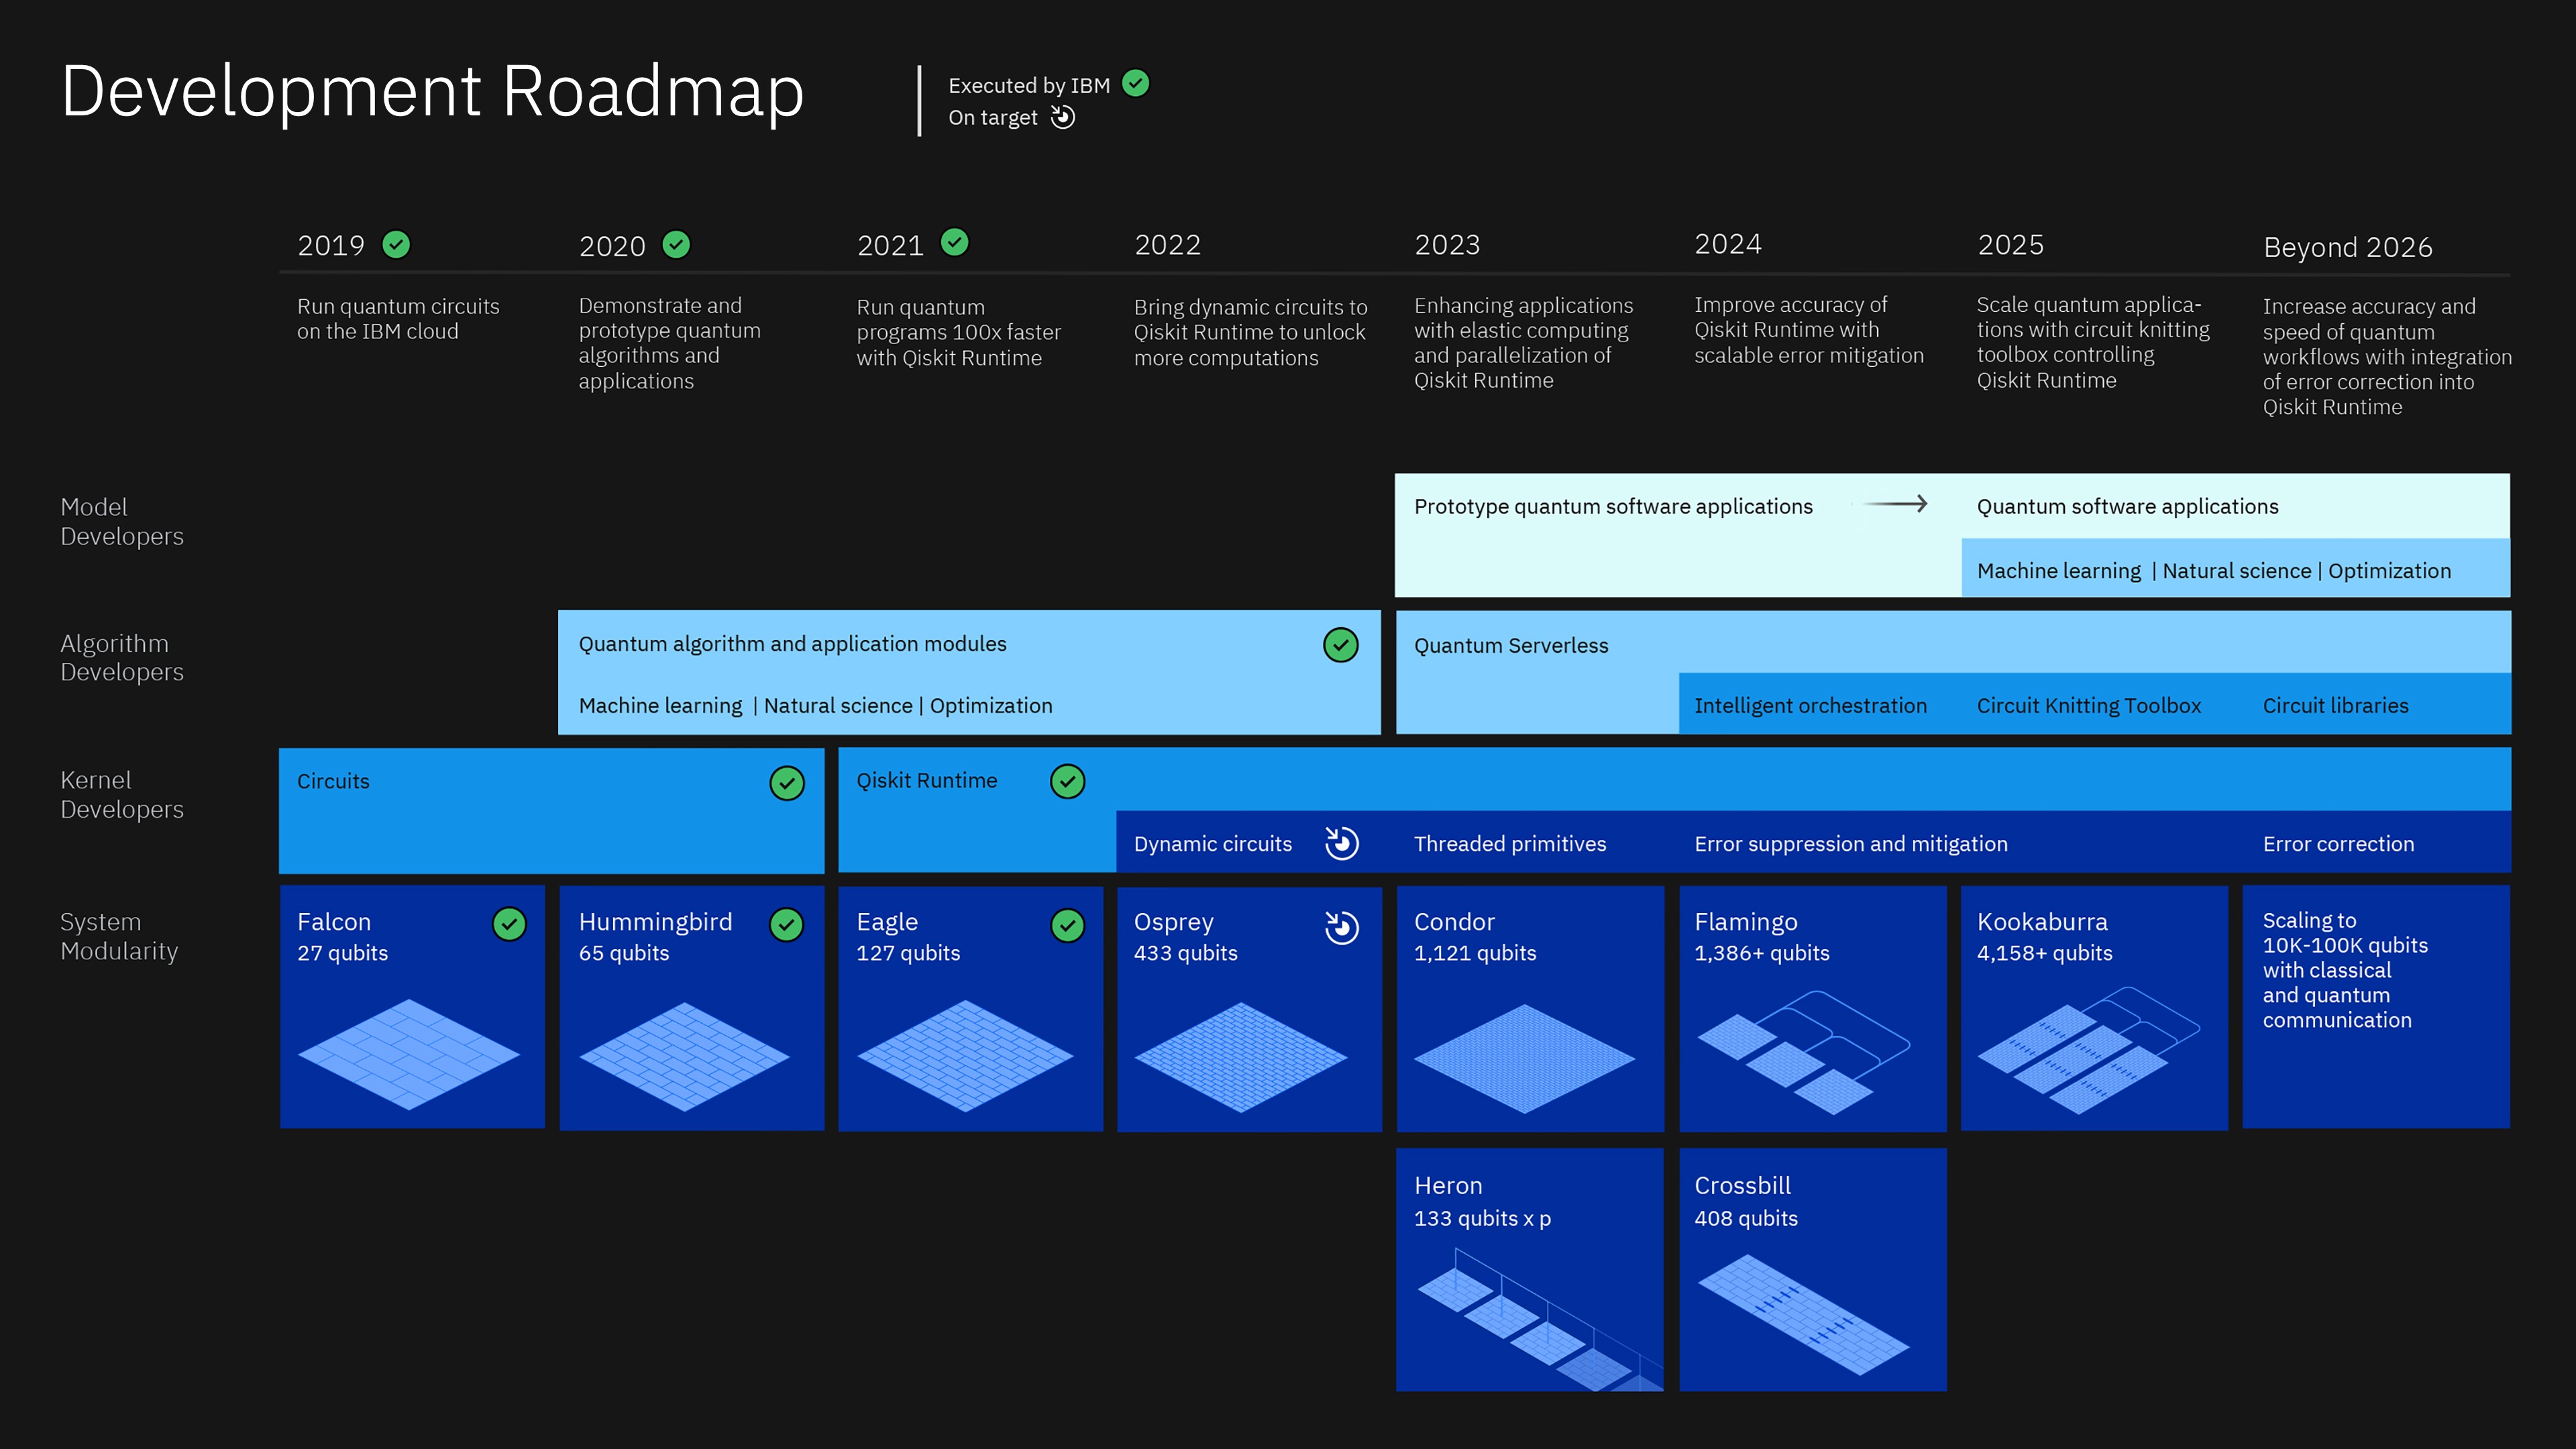 Development Roadmap
Executed by IBM
On target
2019
2020
2021
2022
2023
2024
2025
Beyond 2026
Run quantum circuits
on the IBM cloud
Demonstrate and
prototype quantum
algorithms and
applications
Run quantum
programs 100x faster
with Qiskit Runtime
Bring dynamic circuits to
Qiskit Runtime to unlock
more computations
Enhancing applications
with elastic computing
and parallelization of
Qiskit Runtime
Improve accuracy of
Qiskit Runtime with
scalable error mitigation
Scale quantum applica-
tions with circuit knitting
toolbox controlling
Qiskit Runtime
Increase accuracy and
speed of quantum
workflows with integration
of error correction into
Qiskit Runtime
Model
Developers
Prototype quantum software applications
Quantum software applications
Machine learning | Natural science | Optimization
Algorithm
Developers
Quantum algorithm and application modules
Machine learning | Natural science | Optimization
Quantum Serverless
Intelligent orchestration
Circuit Knitting Toolbox
Circuit libraries
Kernel
Developers
Circuits
Qiskit Runtime
Dynamic circuits
Threaded primitives
Error suppression and mitigation
Error correction
System
Modularity
Falcon
27 qubits
Hummingbird
65 qubits
Eagle
127 qubits
Osprey
433 qubits
Condor
1,121 qubits
Flamingo
1,386+ qubits
Kookaburra
4,158+ qubits
Scaling to
10K-100K qubits
with classical
and quantum
communication
Heron
133 qubits x p
Crossbill
408 qubits